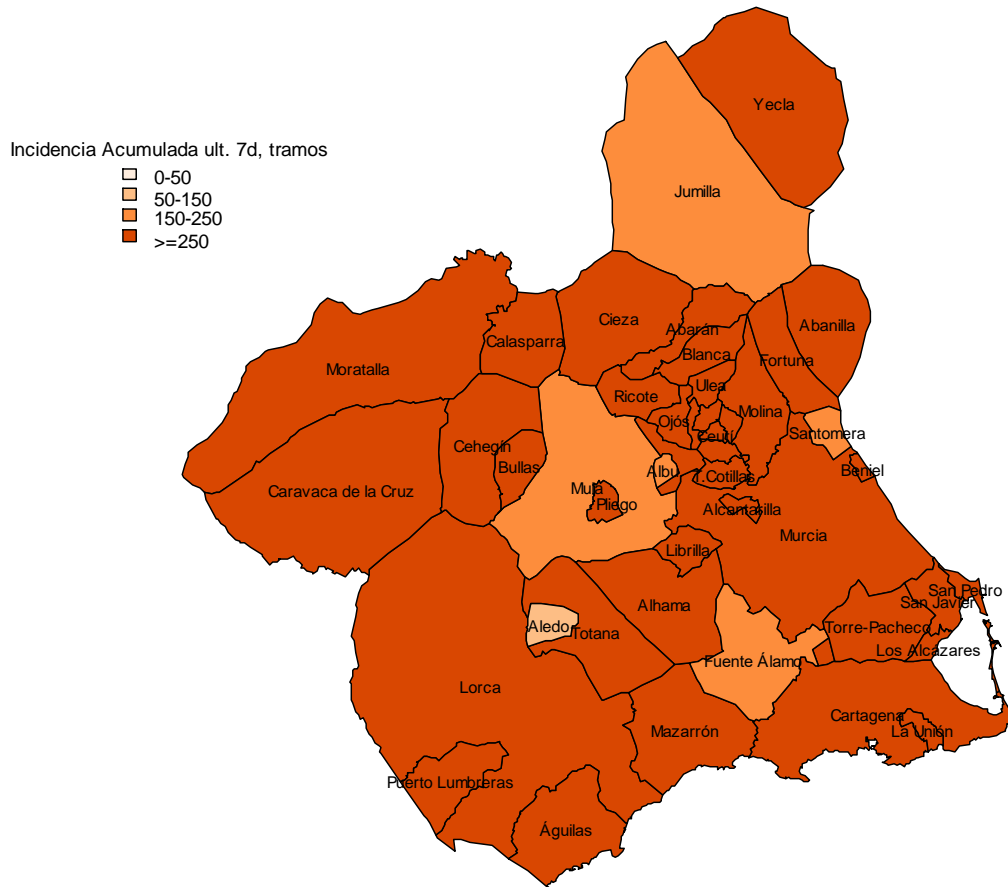 Incidencia Acumulada ult. 7d, tramos
0-50
50-150
150-250
>=250
Yecla
Jumilla
Cieza
Abarán
Abanilla
Calasparra
Blanca
Fortuna
Moratalla
Ulea
Ricote
Molina
Ojós
Ceutí
Santomera
Cehegín
Bullas
Albu
Beniel
T.Cotillas
Caravaca de la Cruz
Mula
Pliego
Alcantarilla
Murcia
Librilla
San Pedro
San Javier
Alhama
Aledo
Totana
Torre-Pacheco
Los Alcázares
Fuente Álamo
Lorca
Cartagena
La Unión
Mazarrón
Puerto Lumbreras
Águilas